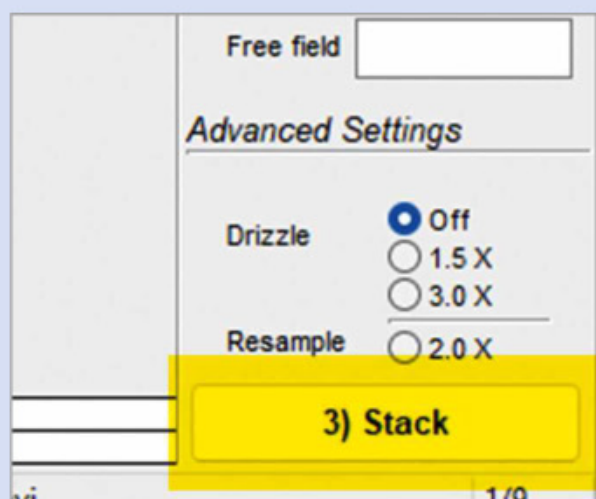 Free field
Advanced Settings
Drizzle
Off
1.5 X
3.0 X
Resample
2.0 X
3) Stack
1/9